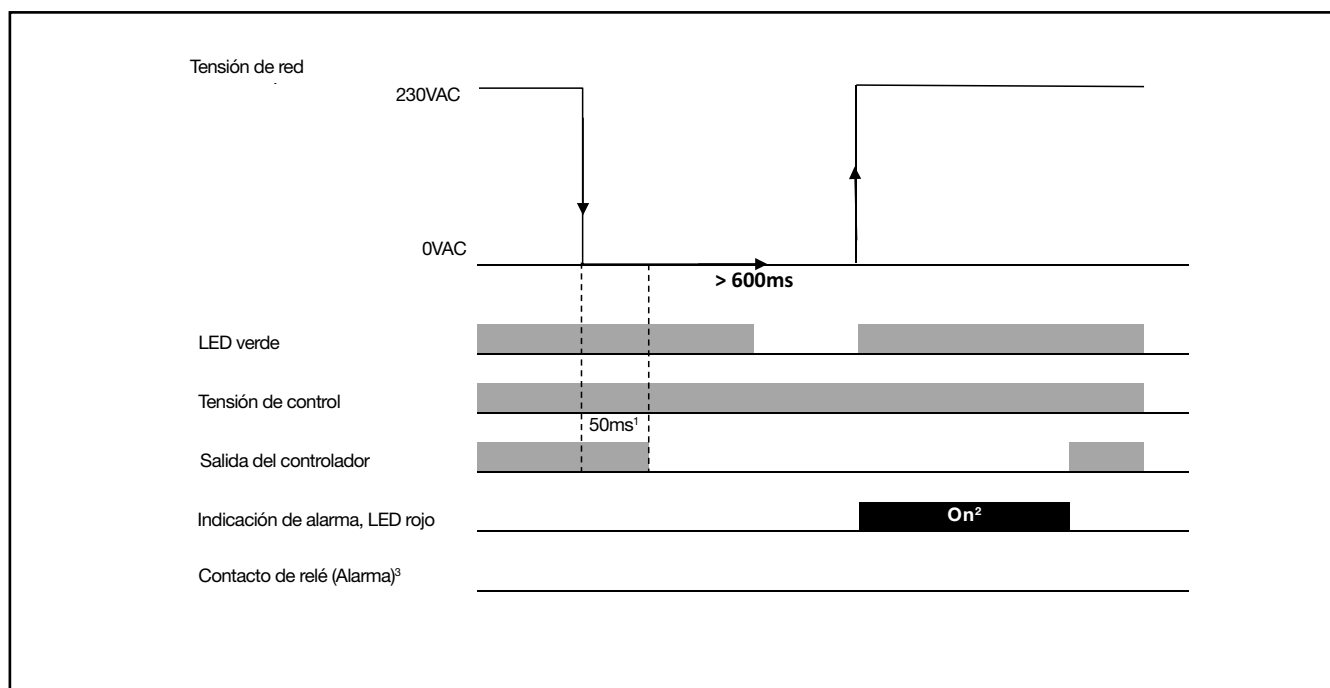 Tensión de red
230VAC
0VAC
> 600ms
LED verde
Tensión de control
50ms¹
Salida del controlador
Indicación de alarma, LED rojo
On²
Contacto de relé (Alarma)³